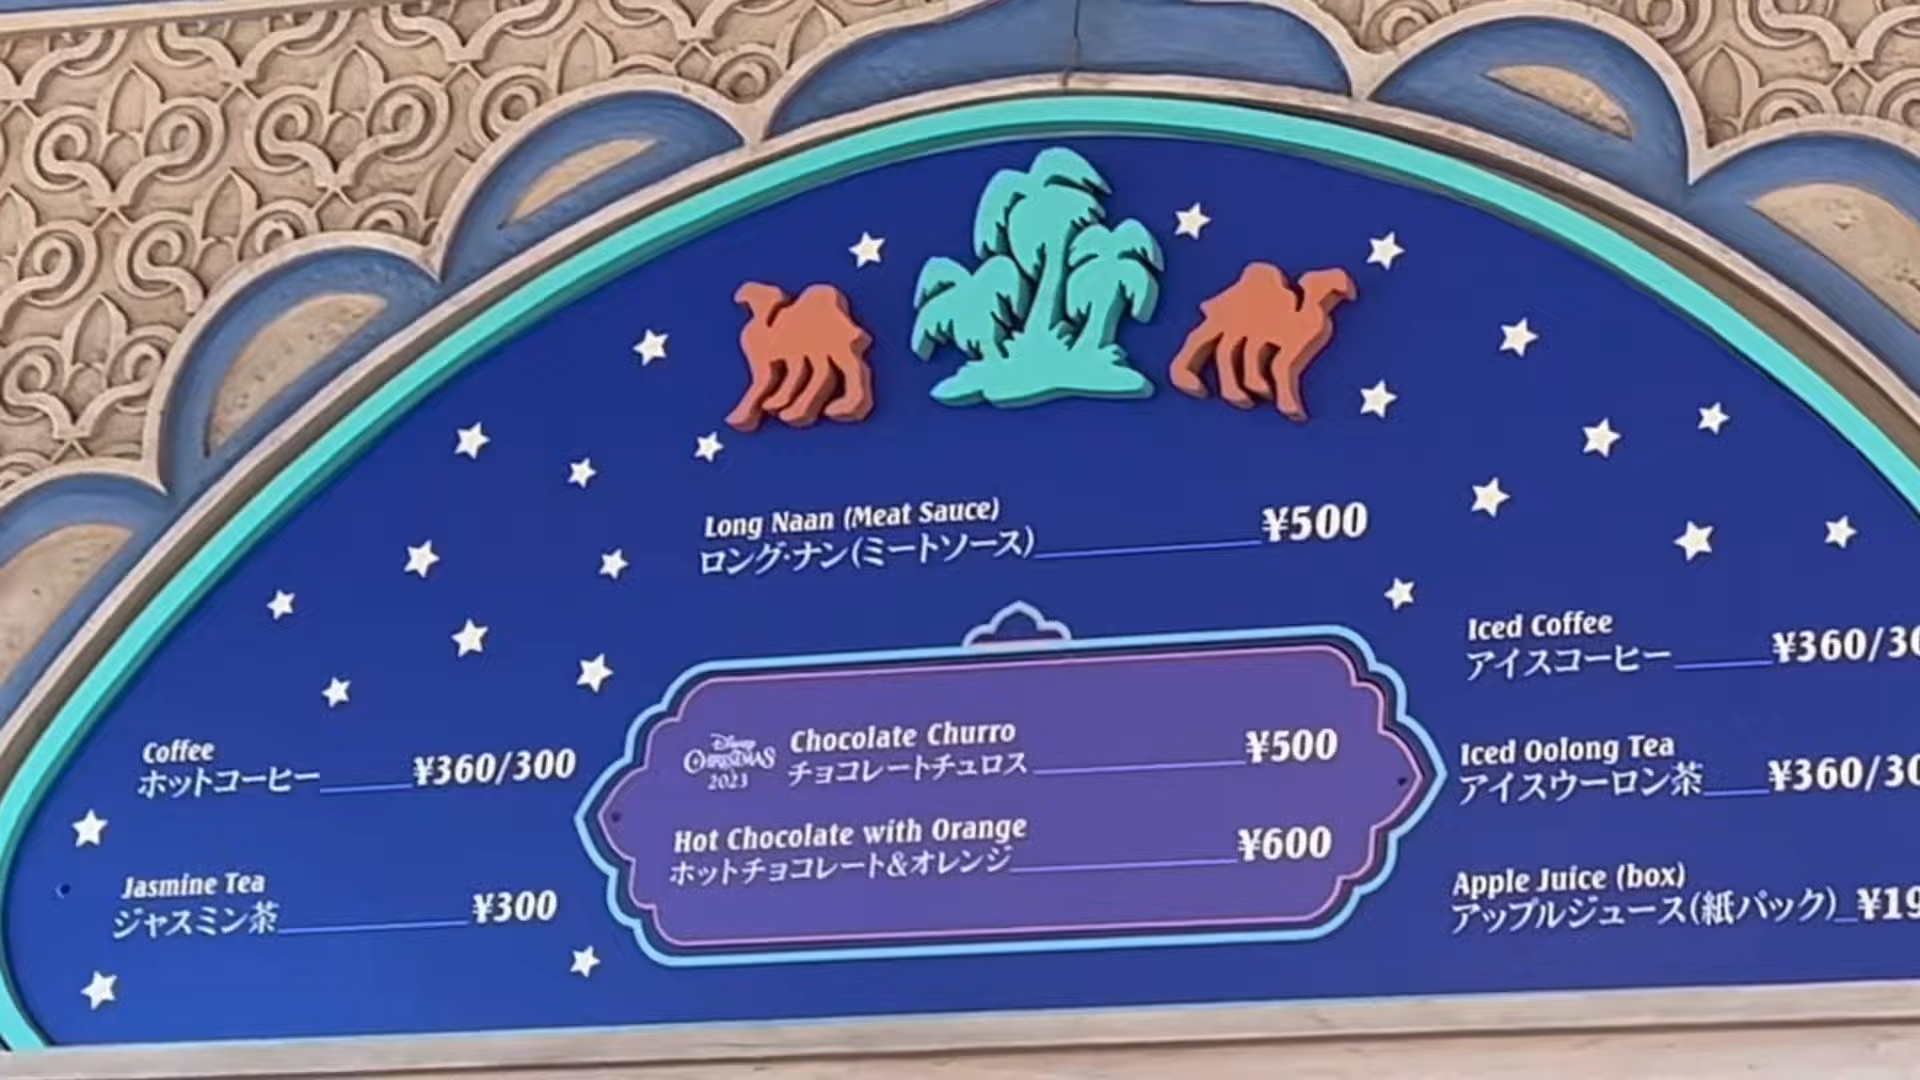 Long Naan (Meat Sauce)
ロング・ナン(ミートソース) ¥500
Coffee
ホットコーヒー ¥360/300
Jasmine Tea
ジャスミン茶 ¥300
Disney
CHRISTMAS
2023
Chocolate Churro
チョコレートチュロス ¥500
Hot Chocolate with Orange
ホットチョコレート&オレンジ ¥600
Iced Coffee
アイスコーヒー ¥360/30
Iced Oolong Tea
アイスウーロン茶 ¥360/30
Apple Juice (box)
アップルジュース(紙パック) ¥19